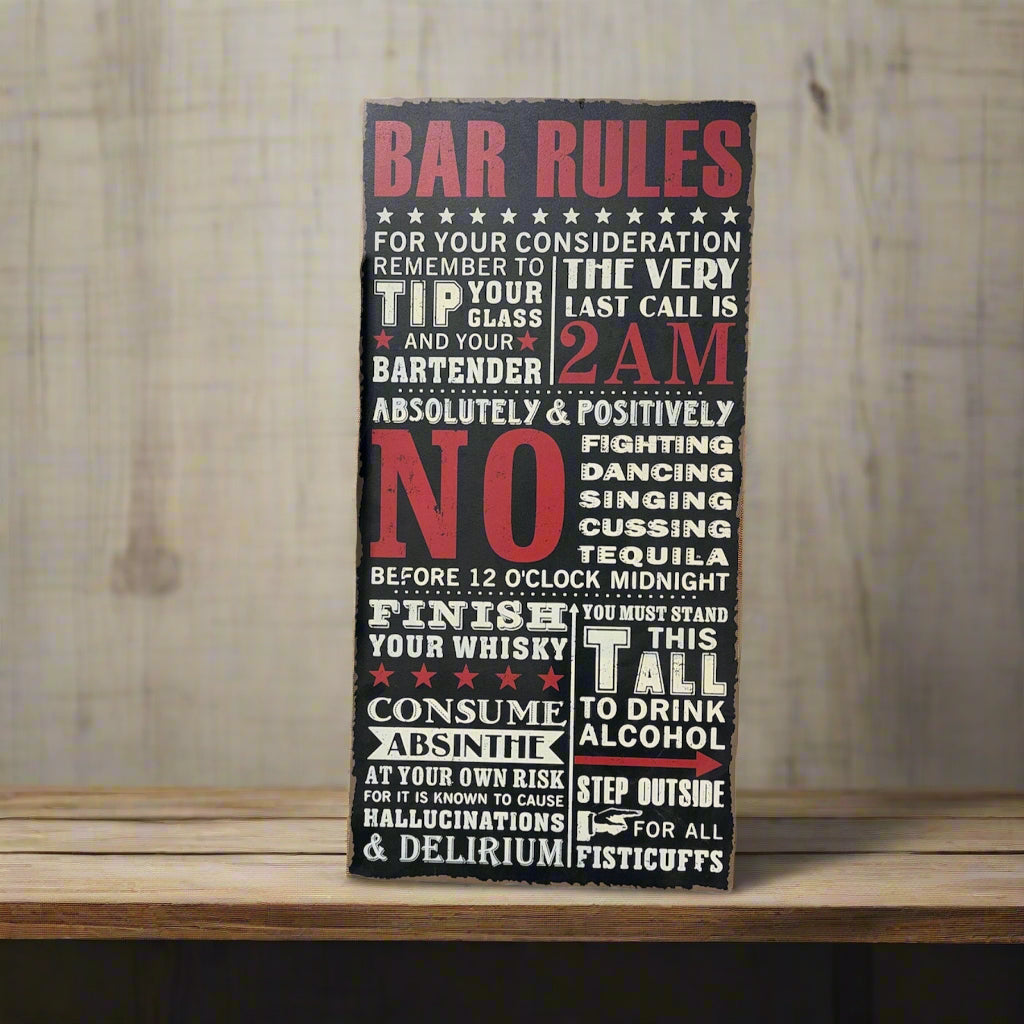 BAR RULES
FOR YOUR CONSIDERATION
REMEMBER TO
TIP YOUR
GLASS
AND YOUR
BARTENDER
THE VERY
LAST CALL IS
2AM
ABSOLUTELY & POSITIVELY
NO
FIGHTING
DANCING
SINGING
CUSSING
TEQUILA
BEFORE 12 O'CLOCK MIDNIGHT
FINISH
YOUR WHISKY
CONSUME
ABSINTHE
AT YOUR OWN RISK
FOR IT IS KNOWN TO CAUSE
HALLUCINATIONS
& DELIRIUM
YOU MUST STAND
THIS
TALL
TO DRINK
ALCOHOL
STEP OUTSIDE
FOR ALL
FISTICUFFS